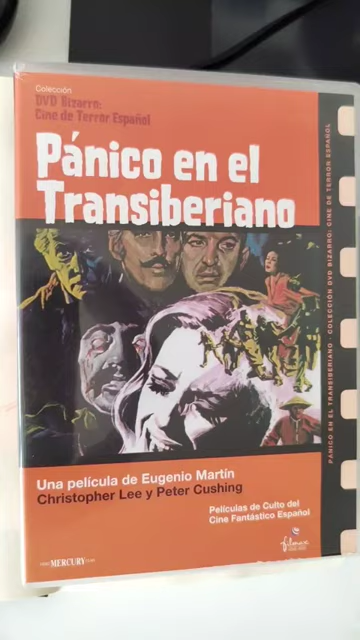 Colección
DVD Bizarro:
Cine de Terror Español
Pánico en el
Transiberiano
PÁNICO EN EL TRANSIBERIANO · COLECCIÓN DVD BIZARRO: CINE DE TERROR ESPAÑOL
Una película de Eugenio Martín
Christopher Lee y Peter Cushing
Películas de Culto del
Cine Fantástico Español
MERCURY
filmax